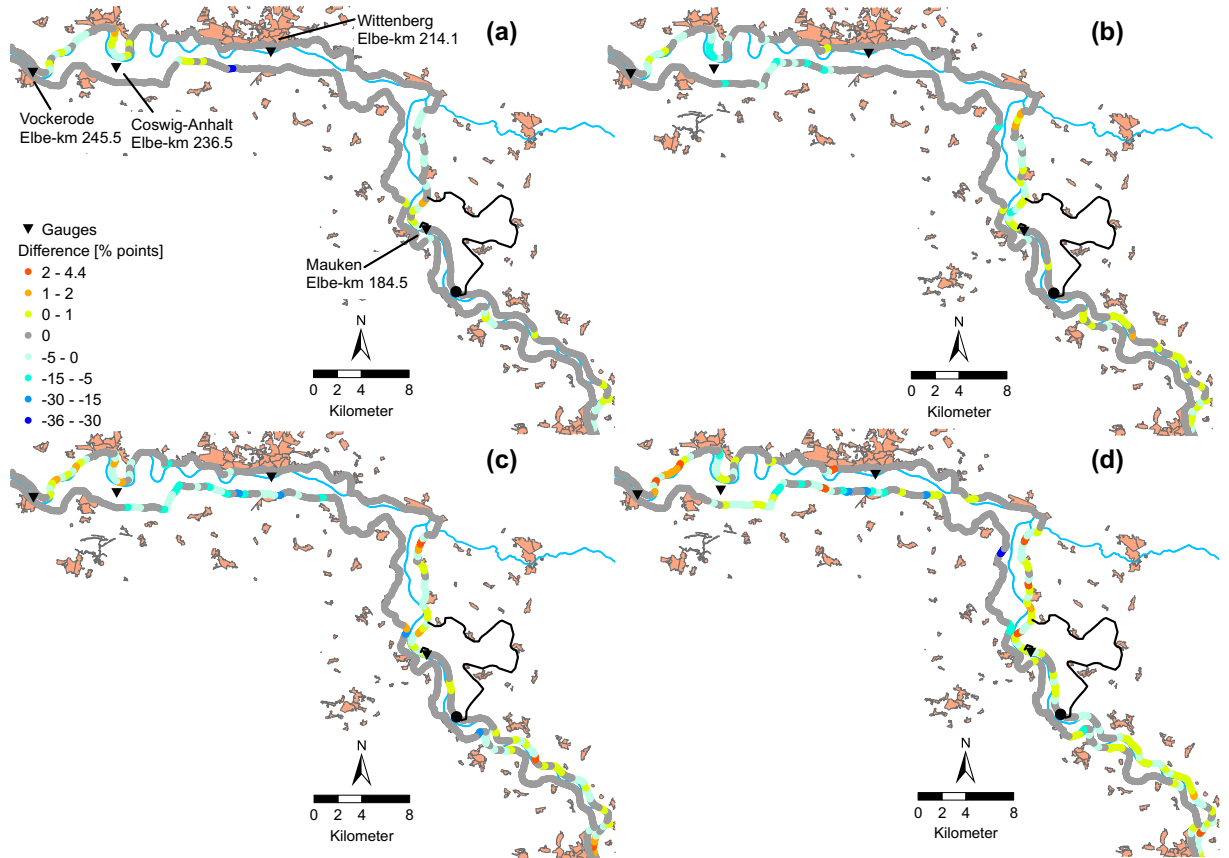 (a)
Wittenberg
Elbe-km 214.1
Vockerode
Elbe-km 245.5
Coswig-Anhalt
Elbe-km 236.5
Mauken
Elbe-km 184.5
Gauges
Difference [% points]
2 - 4.4
1 - 2
0 - 1
0
-5 - 0
-15 - -5
-30 - -15
-36 - -30
N
0 2 4 8
Kilometer
(b)
N
0 2 4 8
Kilometer
(c)
N
0 2 4 8
Kilometer
(d)
N
0 2 4 8
Kilometer